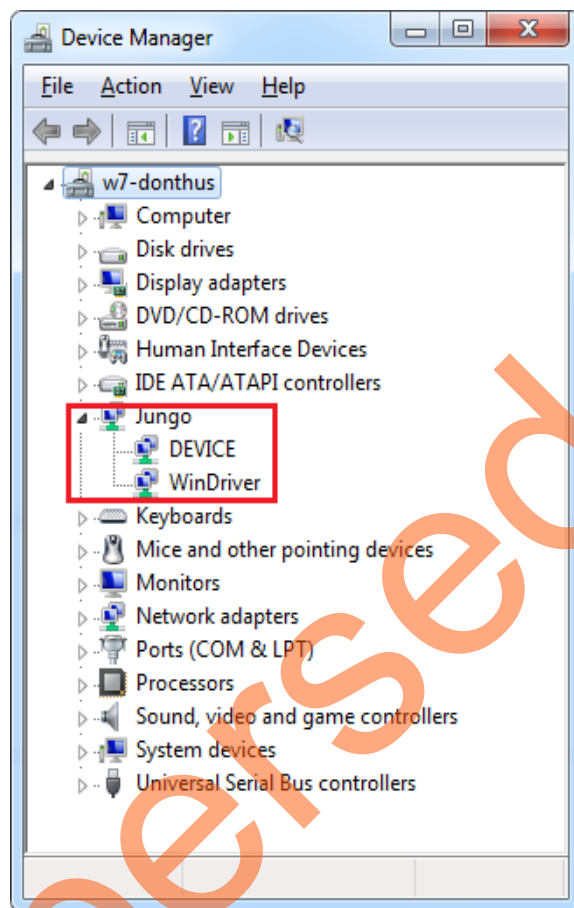 Device Manager
File Action View Help
w7-donthus
Computer
Disk drives
Display adapters
DVD/CD-ROM drives
Human Interface Devices
IDE ATA/ATAPI controllers
Jungo
DEVICE
WinDriver
Keyboards
Mice and other pointing devices
Monitors
Network adapters
Ports (COM & LPT)
Processors
Sound, video and game controllers
System devices
Universal Serial Bus controllers